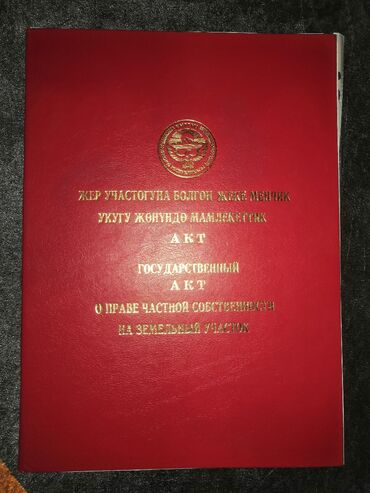 ЖЕР УЧАСТОГУНА БОЛГОН ЖЕКЕ МЕНЧИК
УКУГУ ЖӨНҮНДӨ МАМЛЕКЕТТИК
АКТ
ГОСУДАРСТВЕННЫЙ
АКТ
О ПРАВЕ ЧАСТНОЙ СОБСТВЕННОСТИ
НА ЗЕМЕЛЬНЫЙ УЧАСТОК